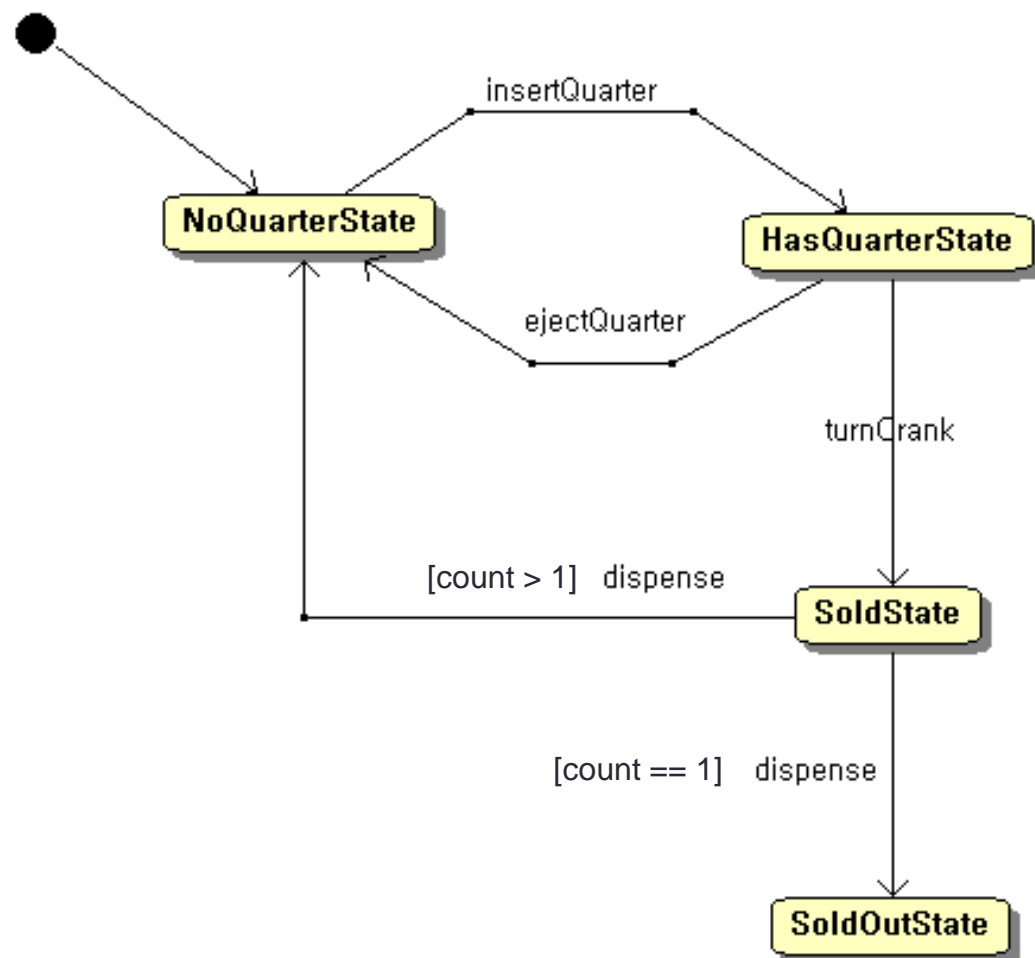 insertQuarter
NoQuarterState
HasQuarterState
ejectQuarter
turnCrank
[count > 1] dispense
SoldState
[count == 1] dispense
SoldOutState